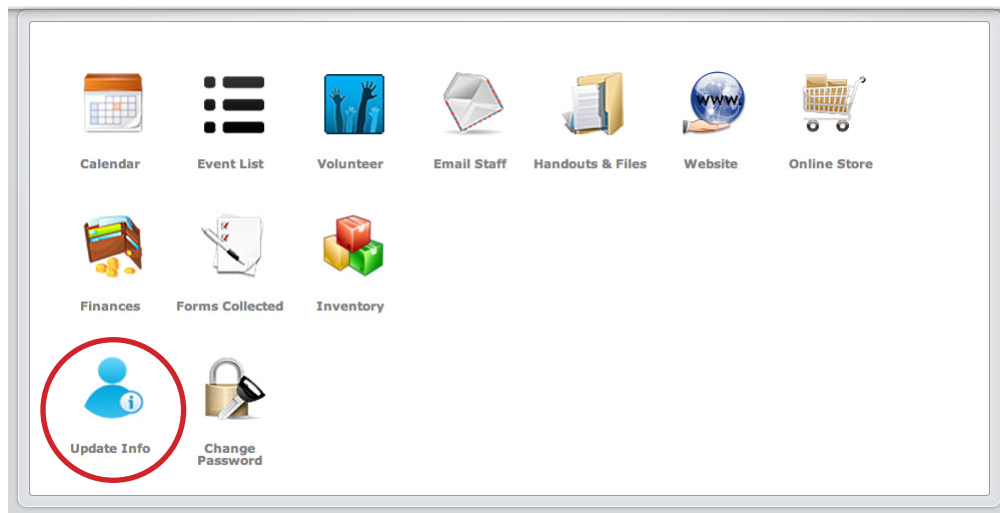 www.
Calendar Event List Volunteer Email Staff Handouts & Files Website Online Store
Finances Forms Collected Inventory
i
Update Info Change
Password